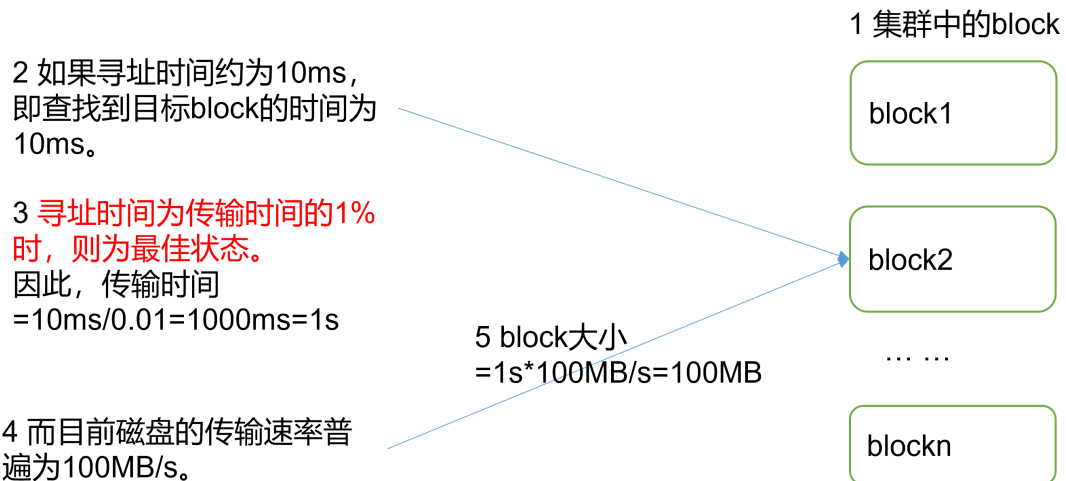 1 集群中的block
2 如果寻址时间约为10ms，
即查找到目标block的时间为
10ms。
block1
3 寻址时间为传输时间的1%
时，则为最佳状态。
因此，传输时间
=10ms/0.01=1000ms=1s
block2
5 block大小
=1s*100MB/s=100MB
… …
4 而目前磁盘的传输速率普
遍为100MB/s。
blockn